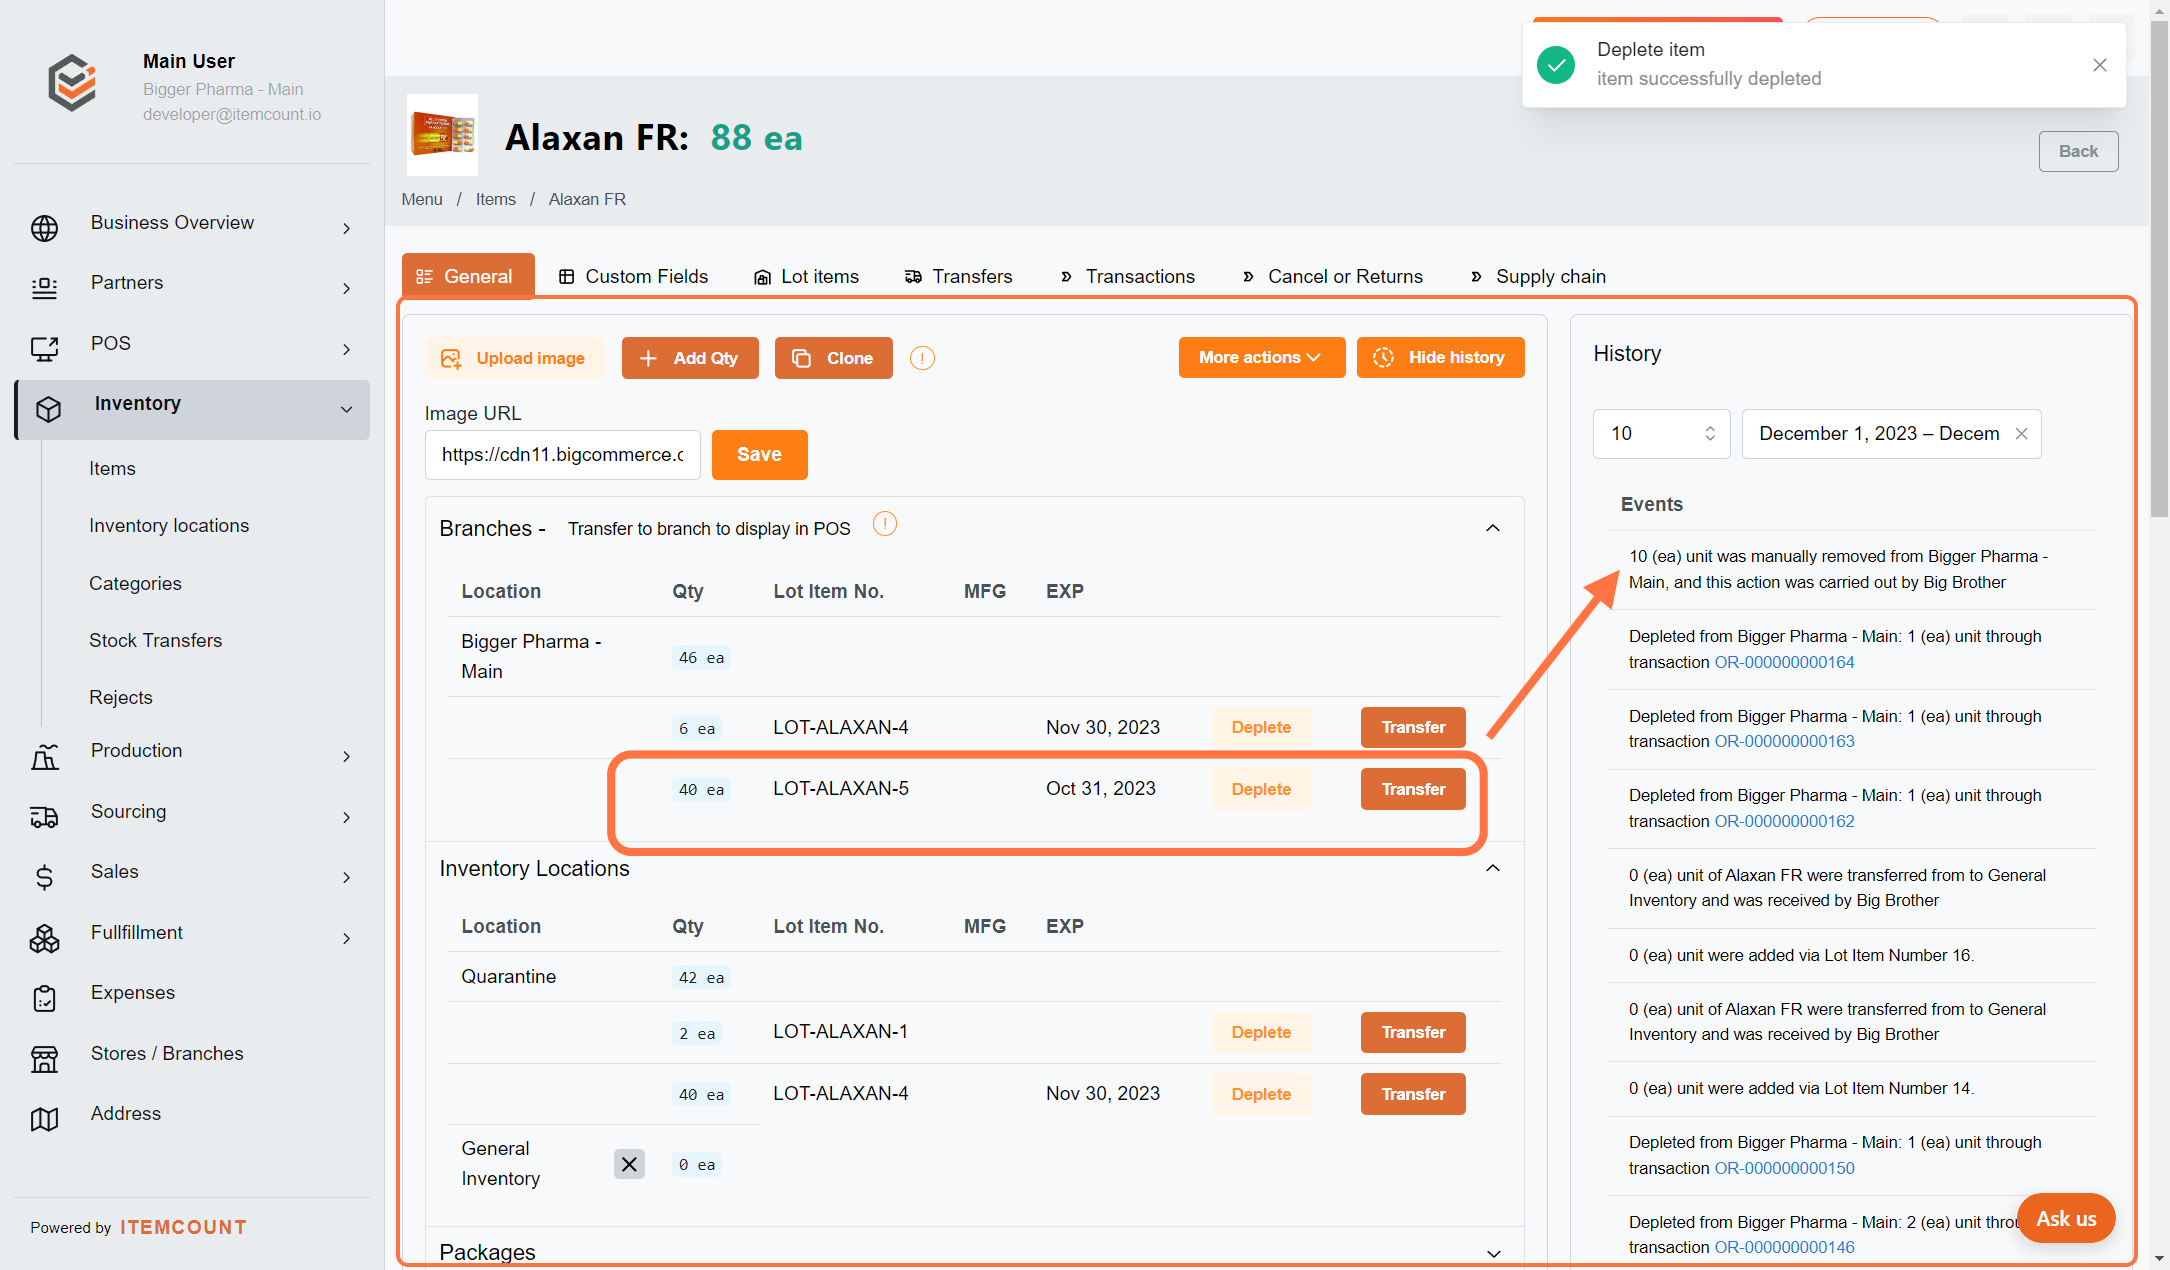 Main User
Bigger Pharma - Main
developer@itemcount.io
Business Overview
Partners
POS
Inventory
Items
Inventory locations
Categories
Stock Transfers
Rejects
Production
Sourcing
Sales
Fullfillment
Expenses
Stores / Branches
Address
Powered by ITEMCOUNT
Deplete item
item successfully depleted
Alaxan FR: 88 ea
Back
Menu / Items / Alaxan FR
General Custom Fields Lot items Transfers Transactions Cancel or Returns Supply chain
Upload image Add Qty Clone More actions Hide history
Image URL
https://cdn11.bigcommerce.c Save
Branches - Transfer to branch to display in POS
Location Qty Lot Item No. MFG EXP
Bigger Pharma -
Main
46 ea
6 ea LOT-ALAXAN-4 Nov 30, 2023 Deplete Transfer
40 ea LOT-ALAXAN-5 Oct 31, 2023 Deplete Transfer
Inventory Locations
Location Qty Lot Item No. MFG EXP
Quarantine 42 ea
2 ea LOT-ALAXAN-1 Deplete Transfer
40 ea LOT-ALAXAN-4 Nov 30, 2023 Deplete Transfer
General
Inventory
0 ea
Packages
History
10 December 1, 2023 – Decem
Events
10 (ea) unit was manually removed from Bigger Pharma -
Main, and this action was carried out by Big Brother
Depleted from Bigger Pharma - Main: 1 (ea) unit through
transaction OR-000000000164
Depleted from Bigger Pharma - Main: 1 (ea) unit through
transaction OR-000000000163
Depleted from Bigger Pharma - Main: 1 (ea) unit through
transaction OR-000000000162
0 (ea) unit of Alaxan FR were transferred from to General
Inventory and was received by Big Brother
0 (ea) unit were added via Lot Item Number 16.
0 (ea) unit of Alaxan FR were transferred from to General
Inventory and was received by Big Brother
0 (ea) unit were added via Lot Item Number 14.
Depleted from Bigger Pharma - Main: 1 (ea) unit through
transaction OR-000000000150
Depleted from Bigger Pharma - Main: 2 (ea) unit throu
transaction OR-000000000146
Ask us